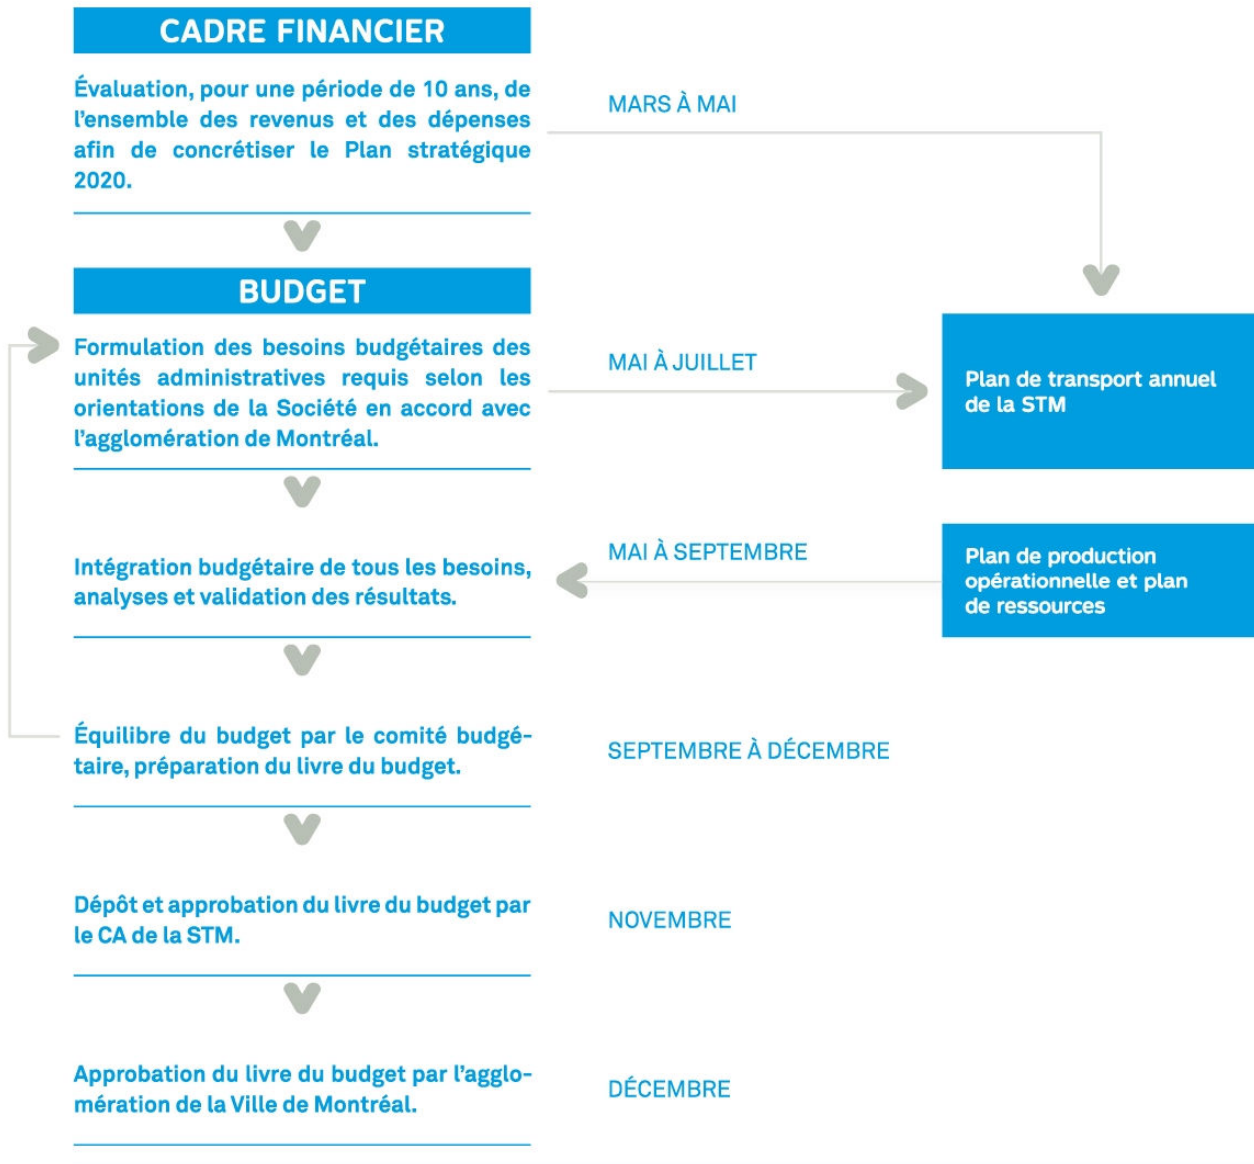 CADRE FINANCIER
Évaluation, pour une période de 10 ans, de
l'ensemble des revenus et des dépenses
afin de concrétiser le Plan stratégique
2020.
MARS À MAI
BUDGET
Formulation des besoins budgétaires des
unités administratives requis selon les
orientations de la Société en accord avec
l'agglomération de Montréal.
MAI À JUILLET
Plan de transport annuel
de la STM
Intégration budgétaire de tous les besoins,
analyses et validation des résultats.
MAI À SEPTEMBRE
Plan de production
opérationnelle et plan
de ressources
Équilibre du budget par le comité budgé-
taire, préparation du livre du budget.
SEPTEMBRE À DÉCEMBRE
Dépôt et approbation du livre du budget par
le CA de la STM.
NOVEMBRE
Approbation du livre du budget par l'agglo-
mération de la Ville de Montréal.
DÉCEMBRE